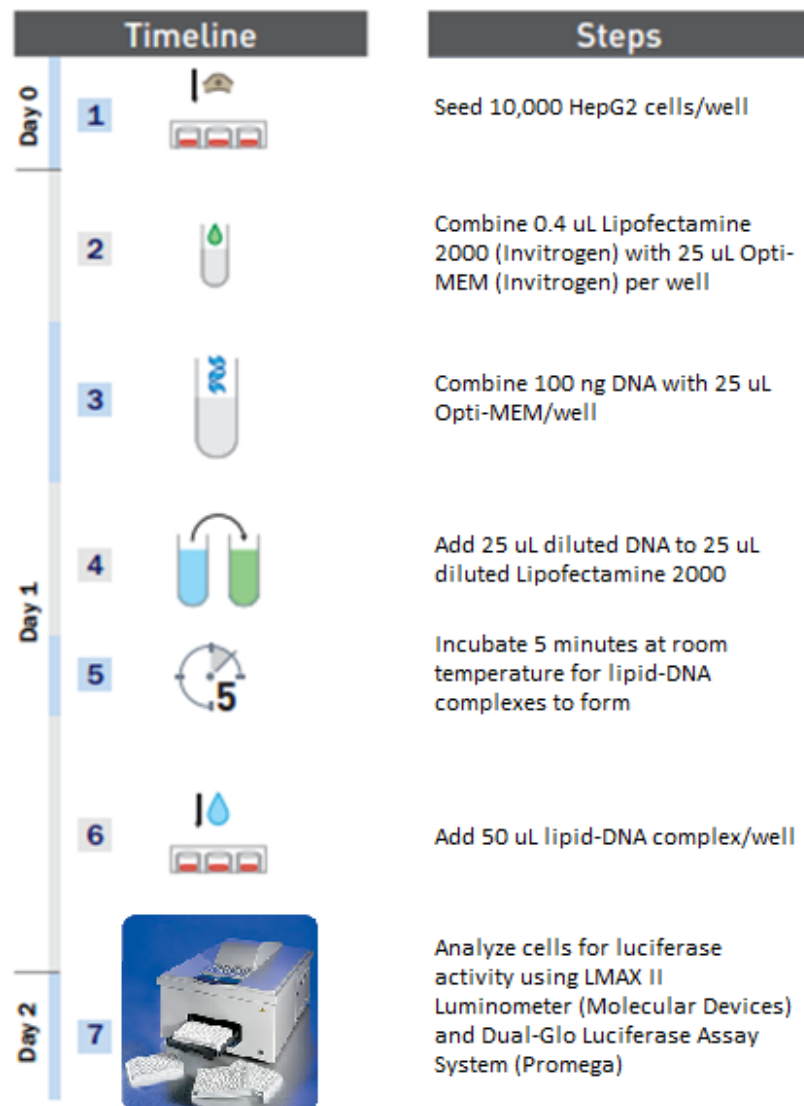 Timeline
Steps
Day 0
1
Seed 10,000 HepG2 cells/well
Day 1
2
Combine 0.4 uL Lipofectamine
2000 (Invitrogen) with 25 uL Opti-
MEM (Invitrogen) per well
3
Combine 100 ng DNA with 25 uL
Opti-MEM/well
4
Add 25 uL diluted DNA to 25 uL
diluted Lipofectamine 2000
5
5
Incubate 5 minutes at room
temperature for lipid-DNA
complexes to form
6
Add 50 uL lipid-DNA complex/well
Day 2
7
Analyze cells for luciferase
activity using LMAX II
Luminometer (Molecular Devices)
and Dual-Glo Luciferase Assay
System (Promega)